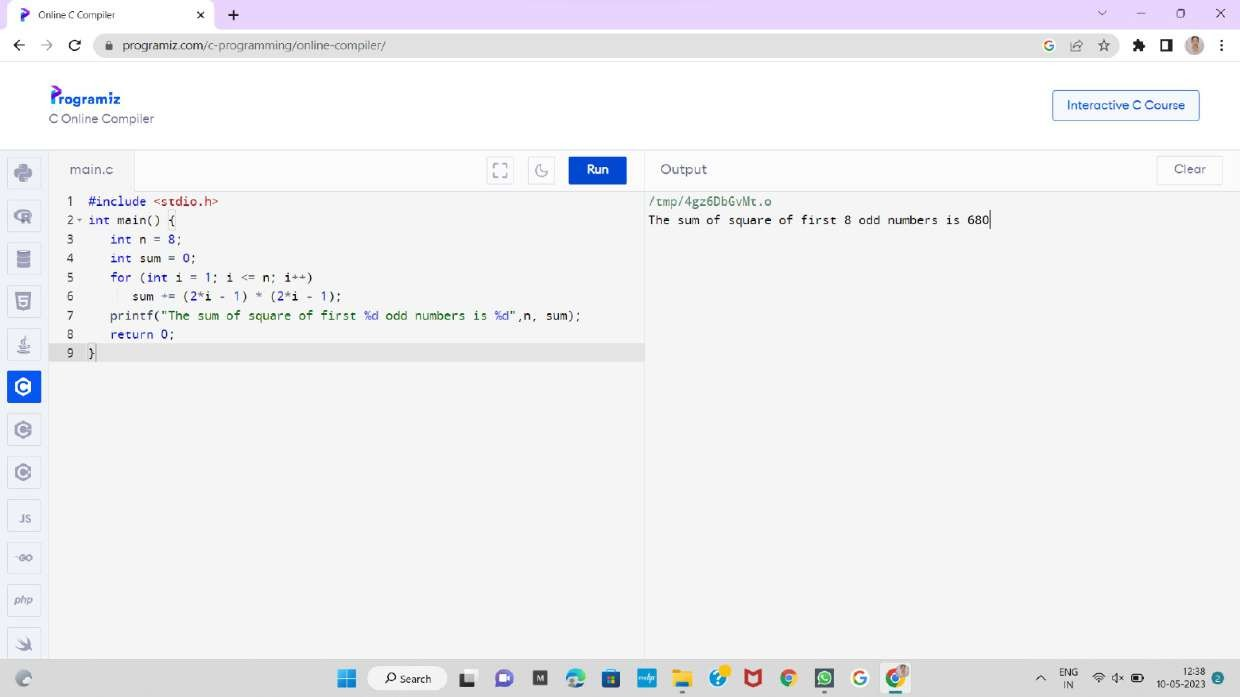 Online C Compiler
programiz.com/c-programming/online-compiler/
Programiz
C Online Compiler
Interactive C Course
main.c
Run
Output
Clear
1 #include <stdio.h>
2 int main() {
3 int n = 8;
4 int sum = 0;
5 for (int i = 1; i <= n; i++)
6 sum += (2*i - 1) * (2*i - 1);
7 printf("The sum of square of first %d odd numbers is %d",n, sum);
8 return 0;
9 }
/tmp/4gz6DbGvMt.o
The sum of square of first 8 odd numbers is 680
JS
GO
php
Search
ENG
IN
12:38
10-05-2023
2